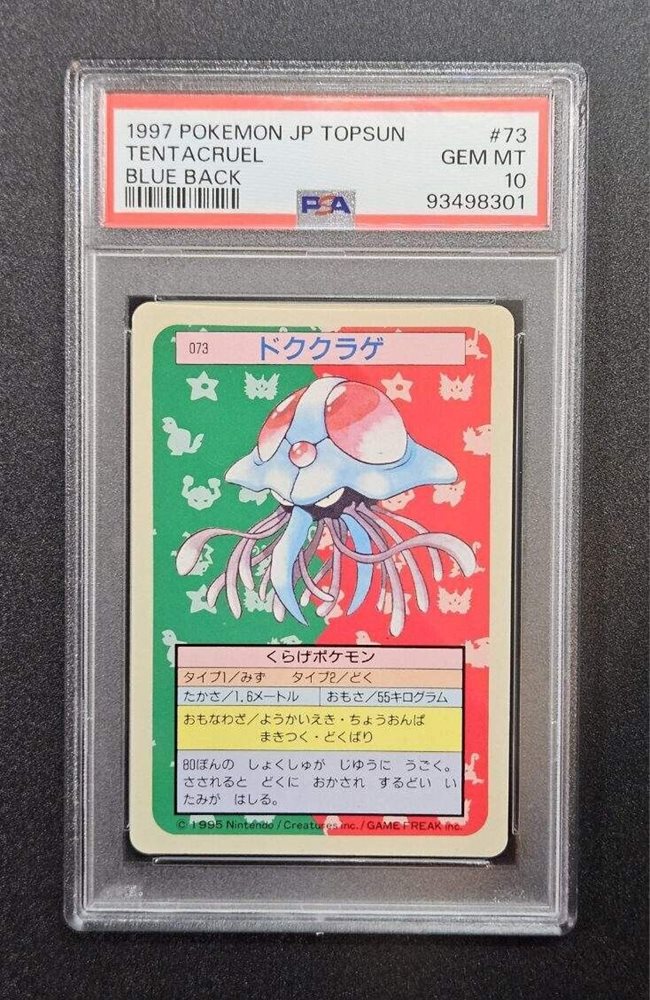 1997 POKEMON JP TOPSUN #73
TENTACRUEL GEM MT
BLUE BACK 10
PSA 93498301
073 ドククラゲ
くらげポケモン
タイプ1/みず タイプ2/どく
たかさ/1.6メートル おもさ/55キログラム
おもなわざ/ようかいえき・ちょうおんぱ
まきつく・どくばり
80ぽんの しょくしゅが じゆうに うごく。
さされると どくに おかされ するどい い
たみが はしる。
© 1995 Nintendo/Creatures inc./GAME FREAK inc.